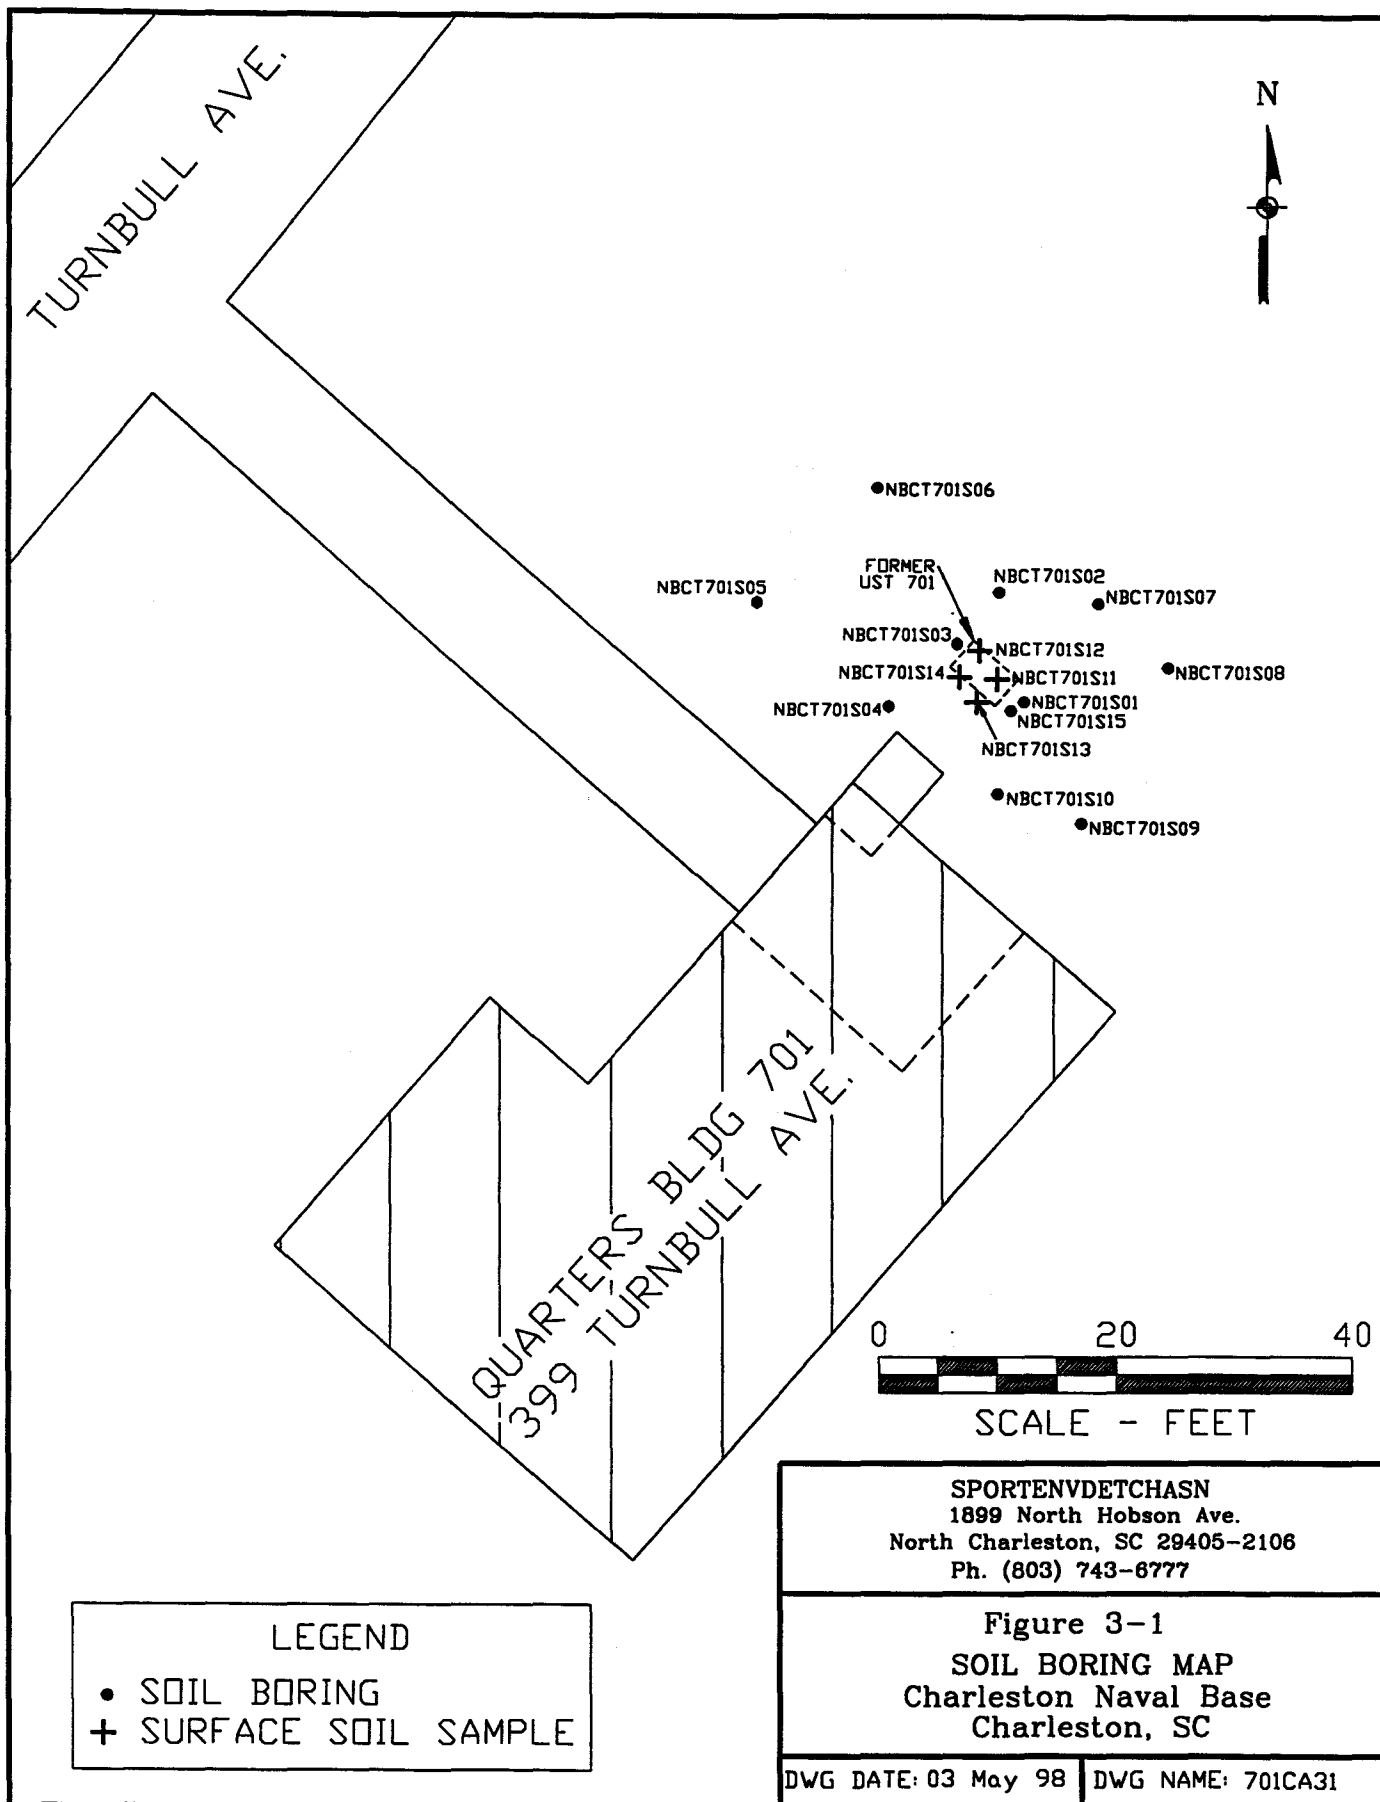 TURNBULL AVE.
N
NBCT701S06
FORMER
UST 701
NBCT701S02
NBCT701S05
NBCT701S07
NBCT701S03
NBCT701S12
NBCT701S14
NBCT701S11
NBCT701S08
NBCT701S04
NBCT701S01
NBCT701S15
NBCT701S13
NBCT701S10
NBCT701S09
QUARTERS BLDG 701
399 TURNBULL AVE.
0 20 40
SCALE - FEET
SPORTENVDETCHASN
1899 North Hobson Ave.
North Charleston, SC 29405-2106
Ph. (803) 743-6777
Figure 3-1
SOIL BORING MAP
Charleston Naval Base
Charleston, SC
DWG DATE: 03 May 98
DWG NAME: 701CA31
LEGEND
SOIL BORING
SURFACE SOIL SAMPLE